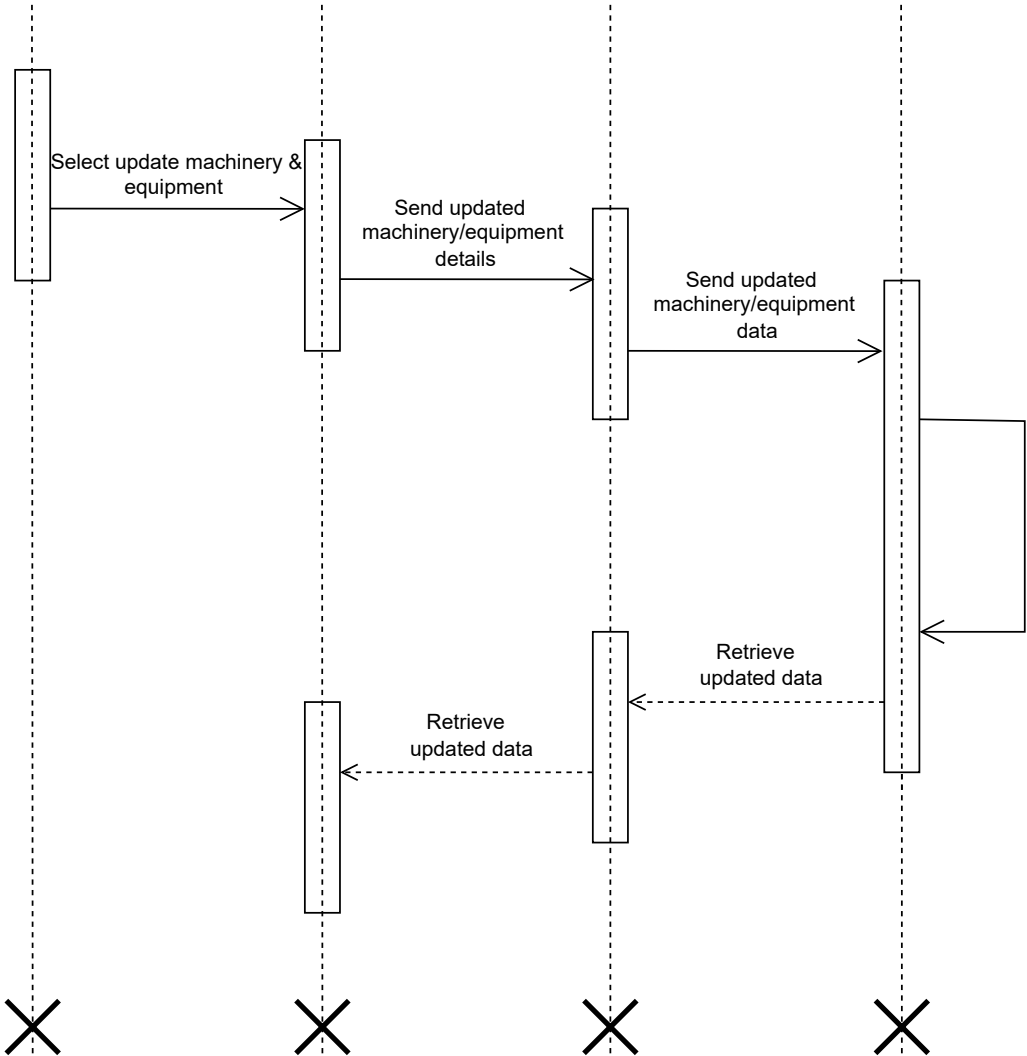 Select update machinery &
equipment
Send updated
machinery/equipment
details
Send updated
machinery/equipment
data
Retrieve
updated data
Retrieve
updated data